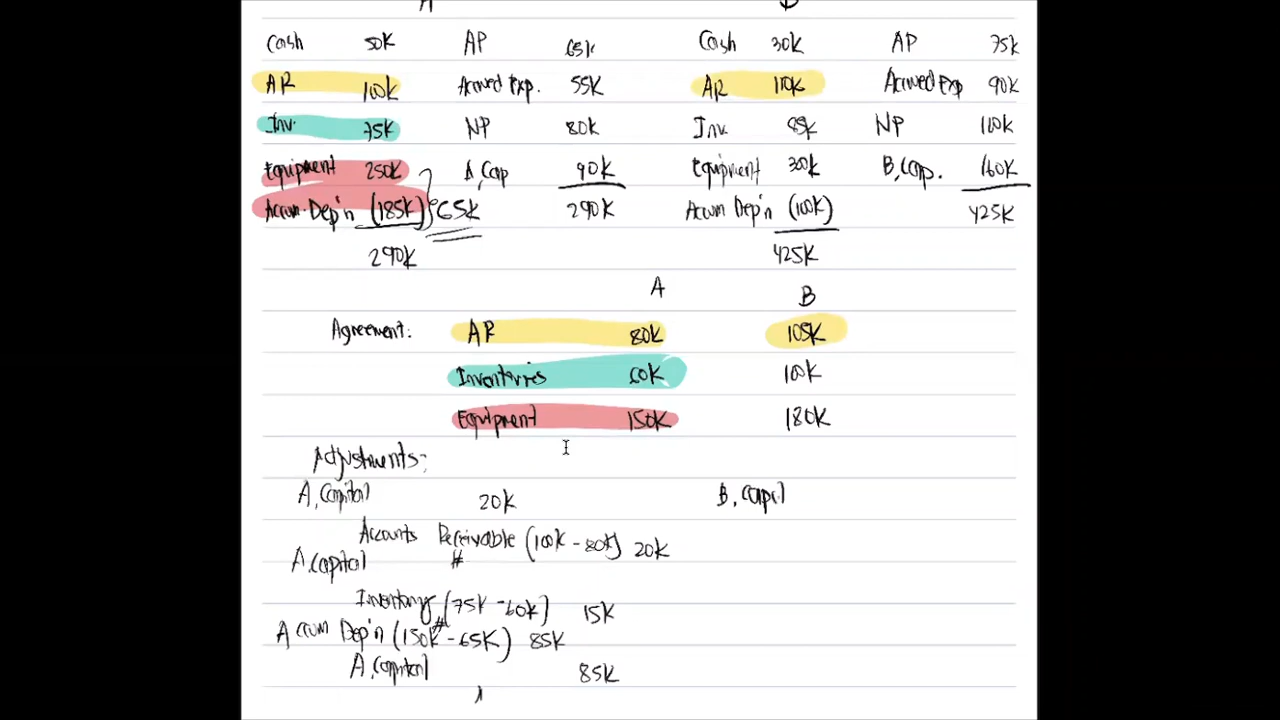 A B
Cash 50K AP 65K Cash 30K AP 75K
AR 100K Accrued Exp. 55K AR 110K Accrued Exp 90K
Inv. 75K NP 80K Inv. 85K NP 100K
Equipment 250K A, Cap 90K Equipment 300K B, Cap. 160K
Accum. Dep'n (185K) 65K 290K Accum Dep'n (100K) 425K
290K 425K
A B
Agreement: AR 80K 105K
Inventories 60K 100K
Equipment 150K 180K
Adjustments:
A, Capital 20K B, Capital
Accounts Receivable (100K - 80K) 20K
A, Capital #
Inventory (75K - 60K) 15K
Accum Dep'n (150K - 65K) 85K
A, Capital 85K